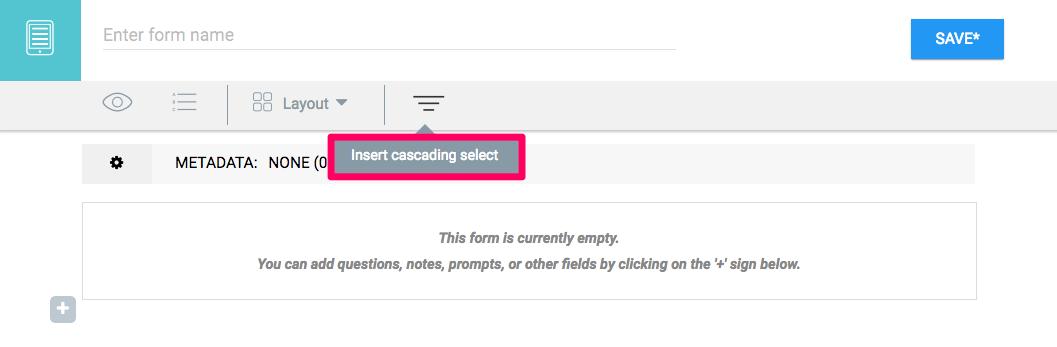 Enter form name
SAVE*
A
B
C
Layout
Insert cascading select
METADATA: NONE (0
This form is currently empty.
You can add questions, notes, prompts, or other fields by clicking on the '+' sign below.
+